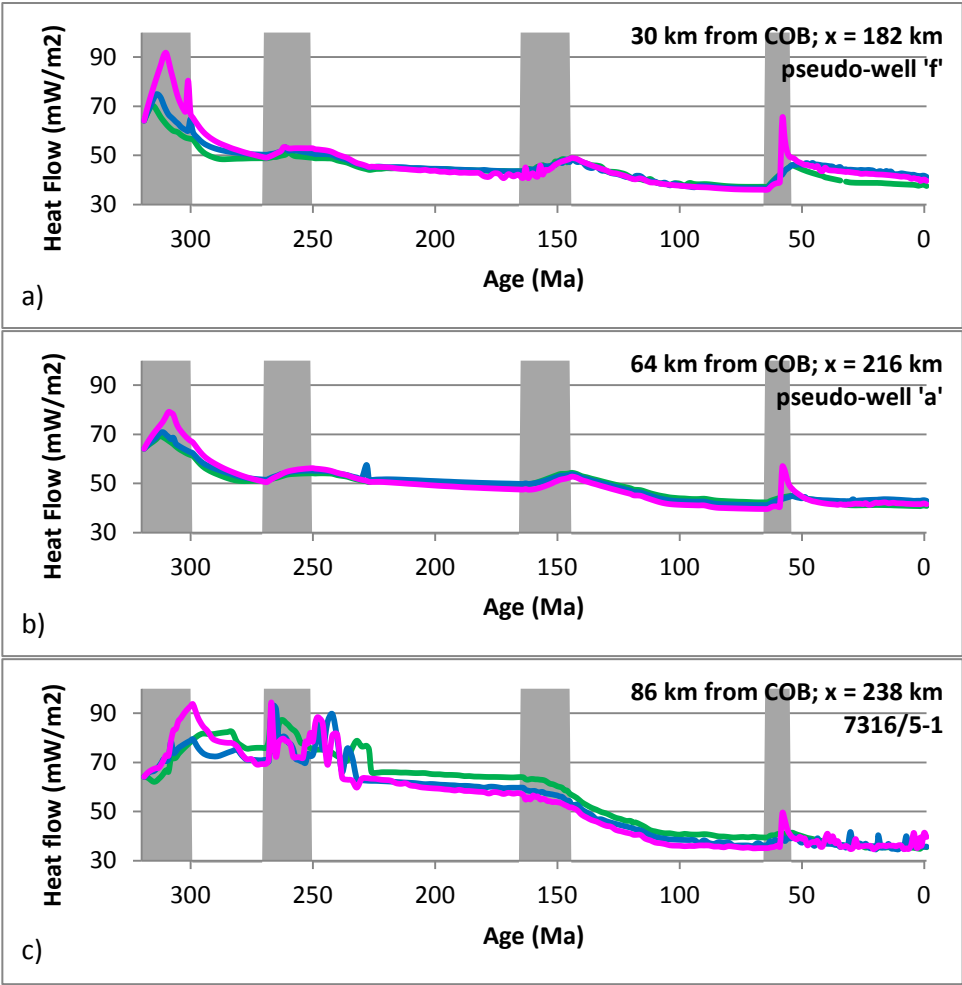 30 km from COB; x = 182 km
pseudo-well 'f'
Heat Flow (mW/m2)
90
70
50
30
300 250 200 150 100 50 0
Age (Ma)
a)
64 km from COB; x = 216 km
pseudo-well 'a'
Heat Flow (mW/m2)
90
70
50
30
300 250 200 150 100 50 0
Age (Ma)
b)
86 km from COB; x = 238 km
7316/5-1
Heat flow (mW/m2)
90
70
50
30
300 250 200 150 100 50 0
Age (Ma)
c)